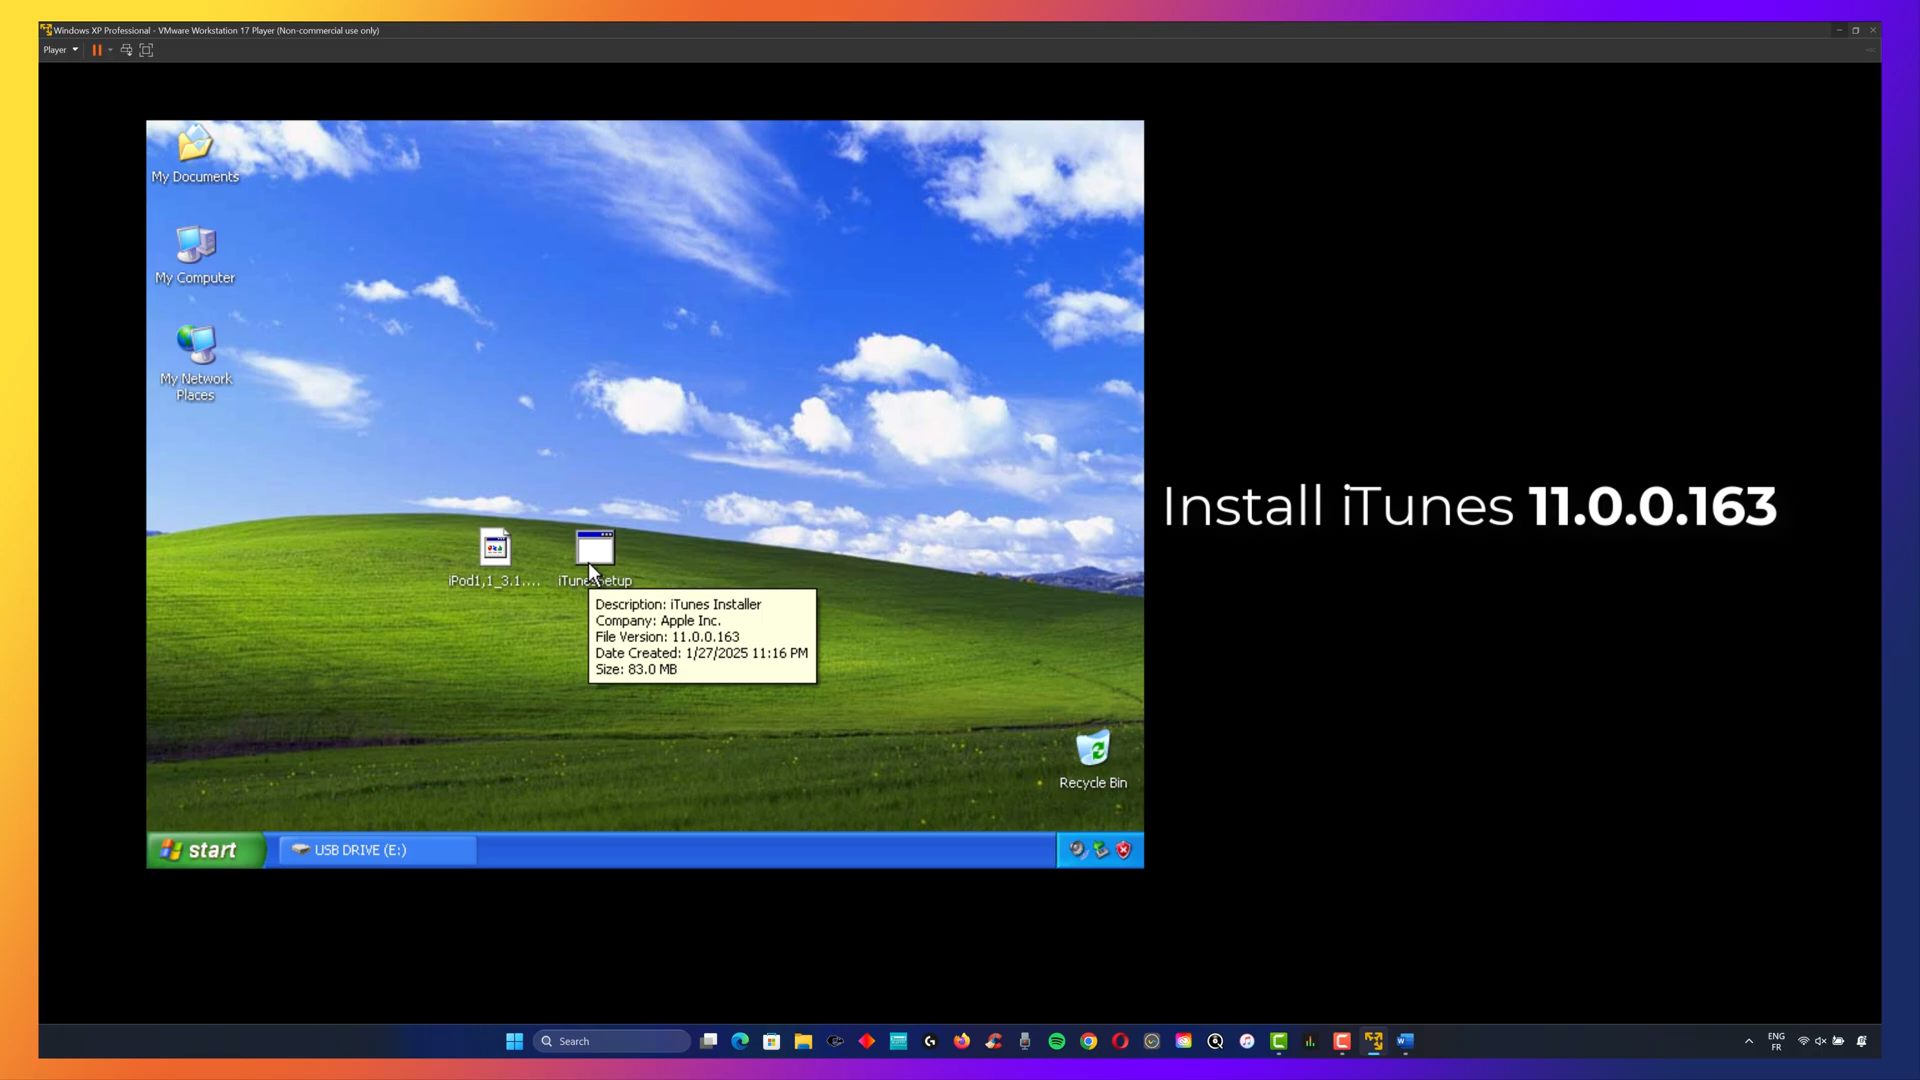 Windows XP Professional - VMware Workstation 17 Player (Non-commercial use only)
Player
My Documents
My Computer
My Network
Places
Install iTunes 11.0.0.163
iPod1,1_3.1....
Description: iTunes Installer
Company: Apple Inc.
File Version: 11.0.0.163
Date Created: 1/27/2025 11:16 PM
Size: 83.0 MB
Recycle Bin
start
USB DRIVE (E:)
Search
ENG
FR